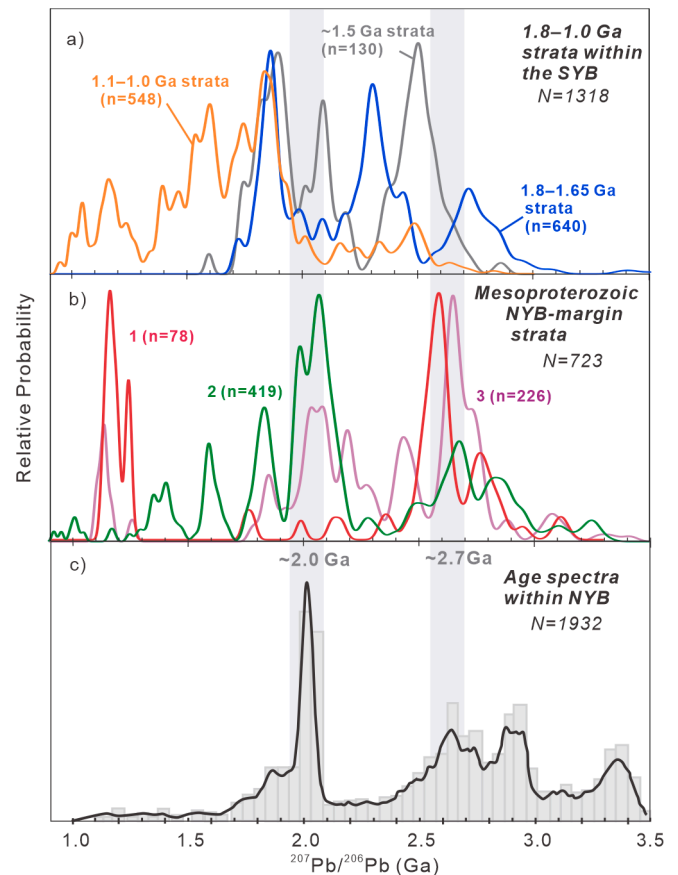 a)
~1.5 Ga strata
(n=130)
1.8–1.0 Ga
strata within
the SYB
N=1318
1.1–1.0 Ga strata
(n=548)
1.8–1.65 Ga
strata
(n=640)
b)
Mesoproterozoic
NYB-margin
strata
N=723
1 (n=78)
2 (n=419)
3 (n=226)
Relative Probability
c)
~2.0 Ga
~2.7Ga
Age spectra
within NYB
N=1932
1.0
1.5
2.0
2.5
3.0
3.5
²⁰⁷Pb/²⁰⁶Pb (Ga)